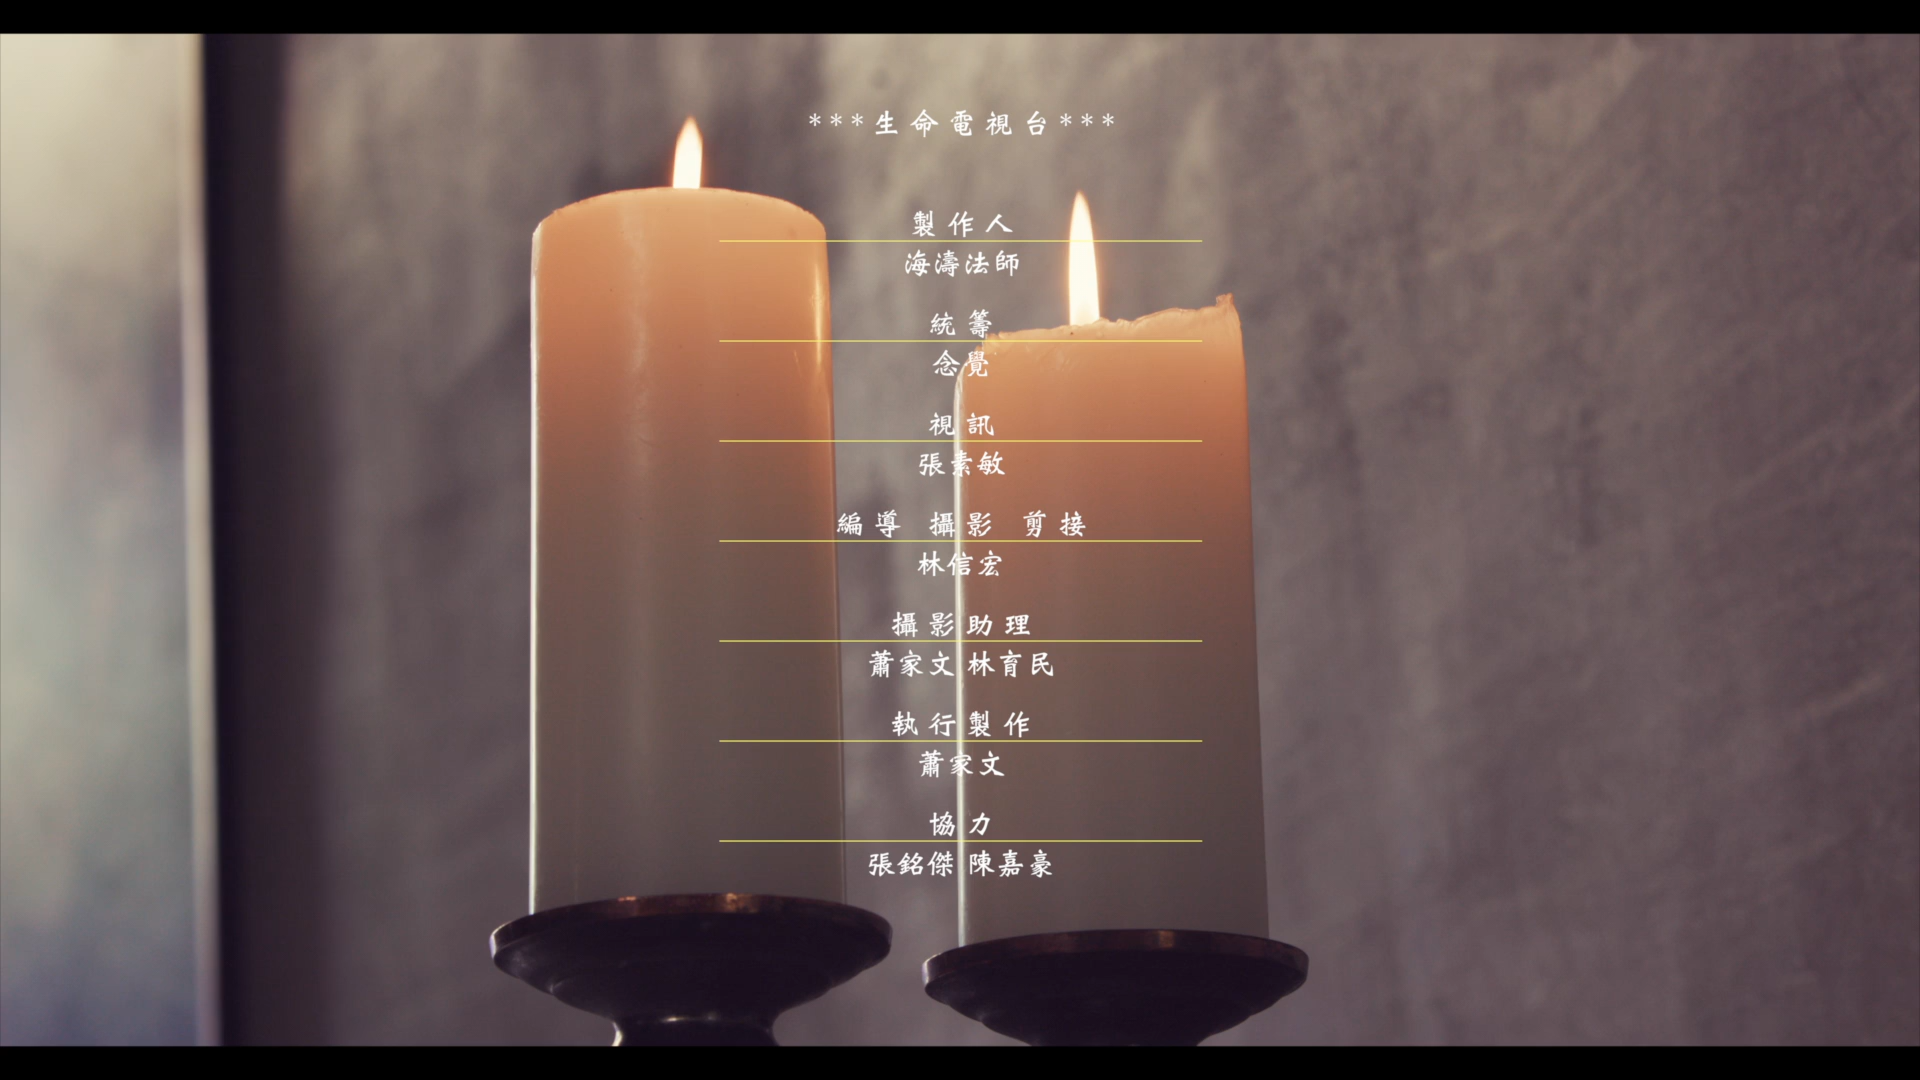 ***生命電視台***
製作人
海濤法師
統籌
念覺
視訊
張素敏
編導 攝影 剪接
林信宏
攝影助理
蕭家文 林育民
執行製作
蕭家文
協力
張銘傑 陳嘉豪